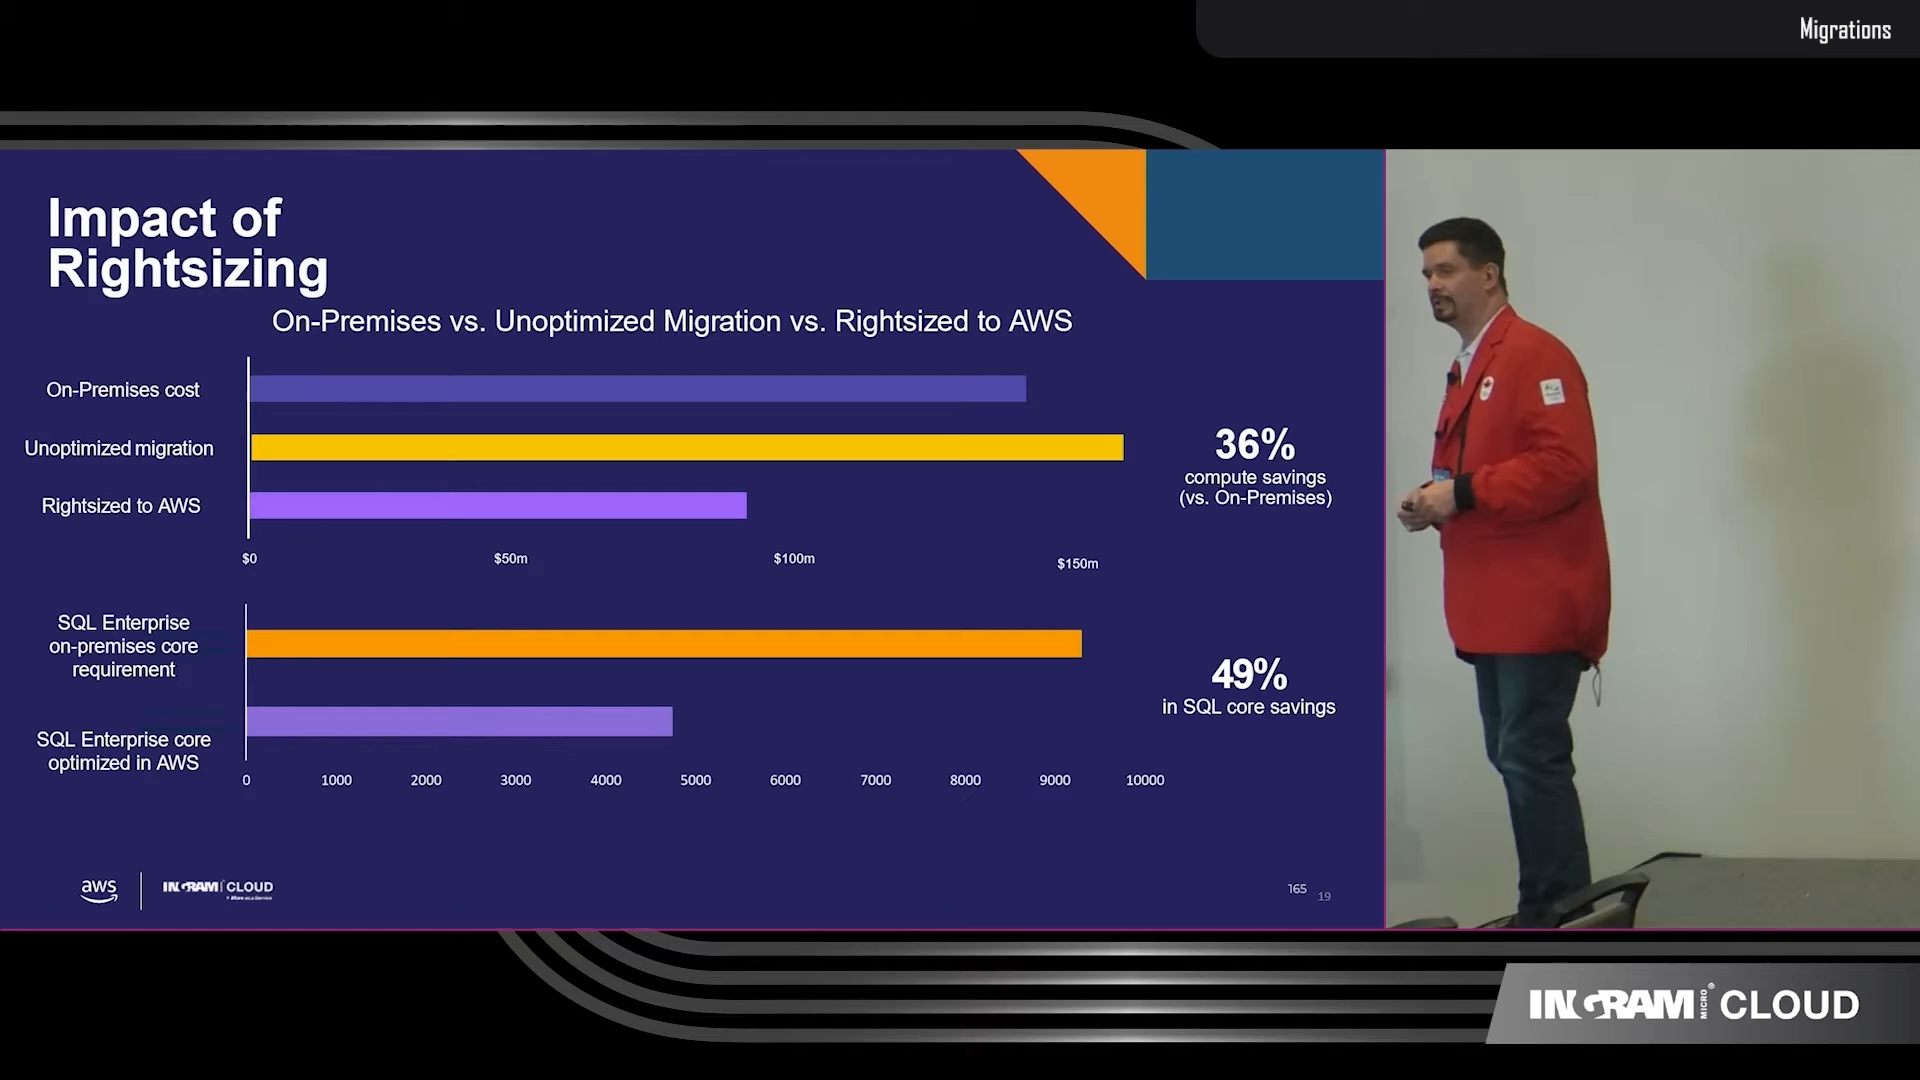 Migrations
Impact of
Rightsizing
On-Premises vs. Unoptimized Migration vs. Rightsized to AWS
On-Premises cost
Unoptimized migration
Rightsized to AWS
$0 $50m $100m $150m
36%
compute savings
(vs. On-Premises)
SQL Enterprise
on-premises core
requirement
SQL Enterprise core
optimized in AWS
0 1000 2000 3000 4000 5000 6000 7000 8000 9000 10000
49%
in SQL core savings
aws
INGRAM CLOUD
More as a Service
165
19
INGRAM MICRO® CLOUD